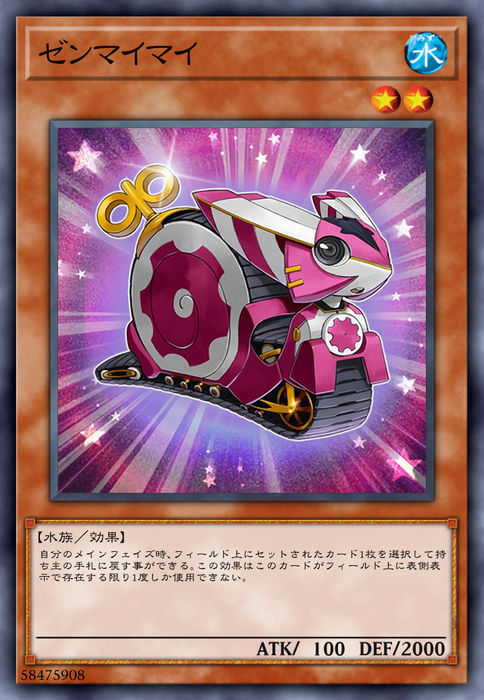 ゼンマイマイ
みず
水
【水族／効果】
自分のメインフェイズ時、フィールド上にセットされたカード1枚を選択して持
ち主の手札に戻す事ができる。この効果はこのカードがフィールド上に表側表
示で存在する限り1度しか使用できない。
ATK/ 100 DEF/2000
58475908